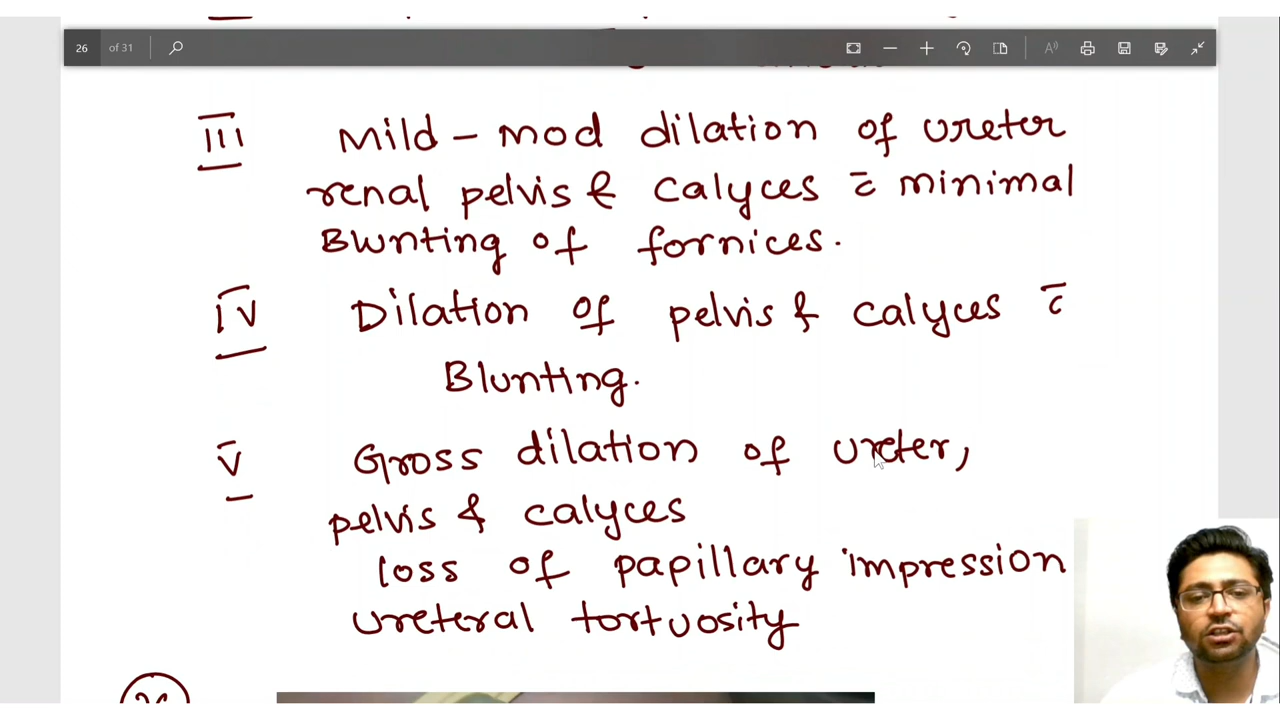 26 of 31
III Mild - mod dilation of ureter
renal pelvis & calyces c̄ minimal
Blunting of fornices.
IV Dilation of pelvis & calyces c̄
Blunting.
V Gross dilation of ureter,
pelvis & calyces
loss of papillary impression
ureteral tortuosity